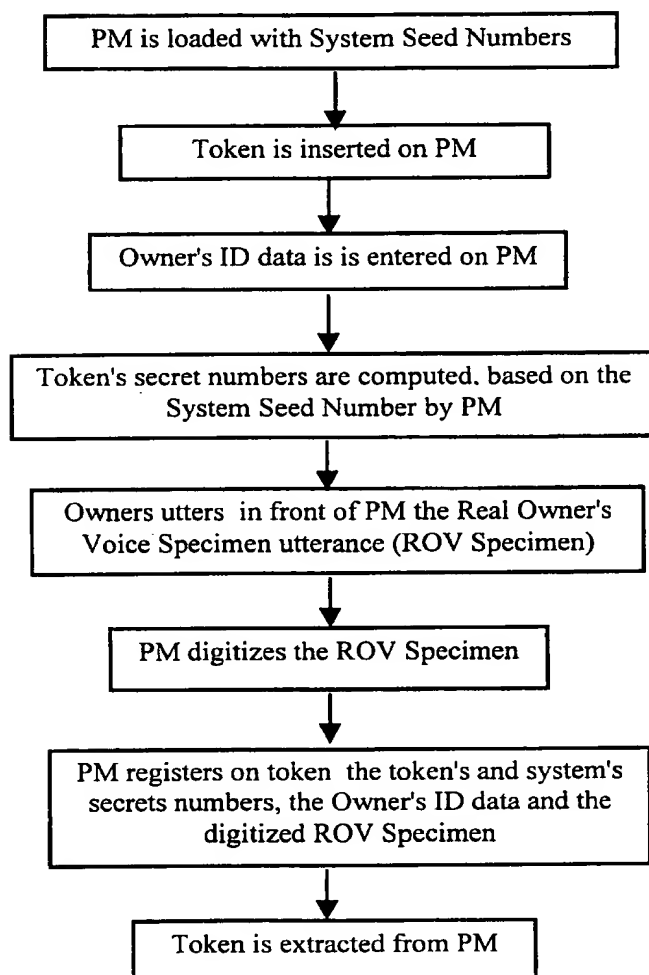 PM is loaded with System Seed Numbers
Token is inserted on PM
Owner's ID data is is entered on PM
Token's secret numbers are computed. based on the
System Seed Number by PM
Owners utters in front of PM the Real Owner's
Voice Specimen utterance (ROV Specimen)
PM digitizes the ROV Specimen
PM registers on token the token's and system's
secrets numbers, the Owner's ID data and the
digitized ROV Specimen
Token is extracted from PM